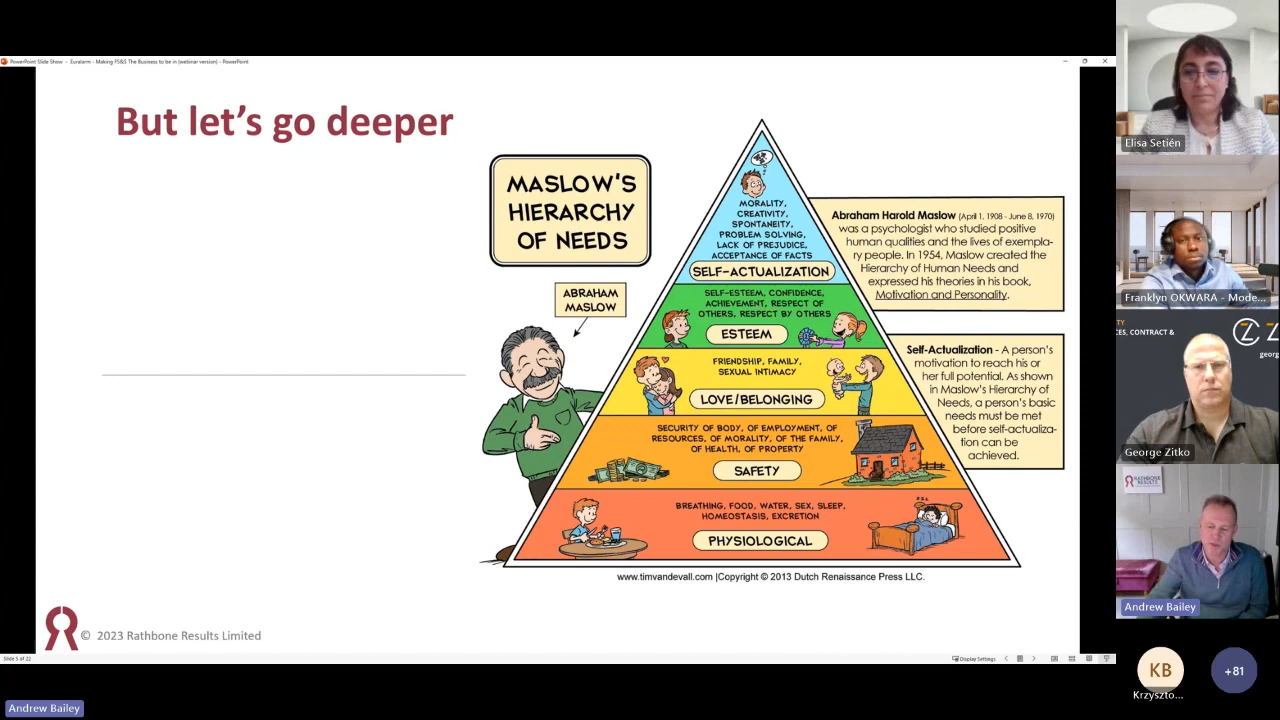 PowerPoint Slide Show - Euralarm - Making FS&S The Business to be in (webinar version) - PowerPoint
But let's go deeper
MASLOW'S
HIERARCHY
OF NEEDS
ABRAHAM
MASLOW
MORALITY,
CREATIVITY,
SPONTANEITY,
PROBLEM SOLVING,
LACK OF PREJUDICE,
ACCEPTANCE OF FACTS
SELF-ACTUALIZATION
SELF-ESTEEM, CONFIDENCE,
ACHIEVEMENT, RESPECT OF
OTHERS, RESPECT BY OTHERS
ESTEEM
FRIENDSHIP, FAMILY,
SEXUAL INTIMACY
LOVE/BELONGING
SECURITY OF BODY, OF EMPLOYMENT, OF
RESOURCES, OF MORALITY, OF THE FAMILY,
OF HEALTH, OF PROPERTY
SAFETY
BREATHING, FOOD, WATER, SEX, SLEEP,
HOMEOSTASIS, EXCRETION
PHYSIOLOGICAL
Abraham Harold Maslow (April 1, 1908 - June 8, 1970)
was a psychologist who studied positive
human qualities and the lives of exempla-
ry people. In 1954, Maslow created the
Hierarchy of Human Needs and
expressed his theories in his book,
Motivation and Personality.
Self-Actualization - A person's
motivation to reach his or
her full potential. As shown
in Maslow's Hierarchy of
Needs, a person's basic
needs must be met
before self-actualiza-
tion can be
achieved.
www.timvandevall.com |Copyright © 2013 Dutch Renaissance Press LLC.
© 2023 Rathbone Results Limited
Slide 5 of 22
Display Settings
Andrew Bailey
Elisa Setién
Franklyn OKWARA - Mode...
George Zitko
RATHBONE
RESULTS
Andrew Bailey
KB
Krzyszto...
+81